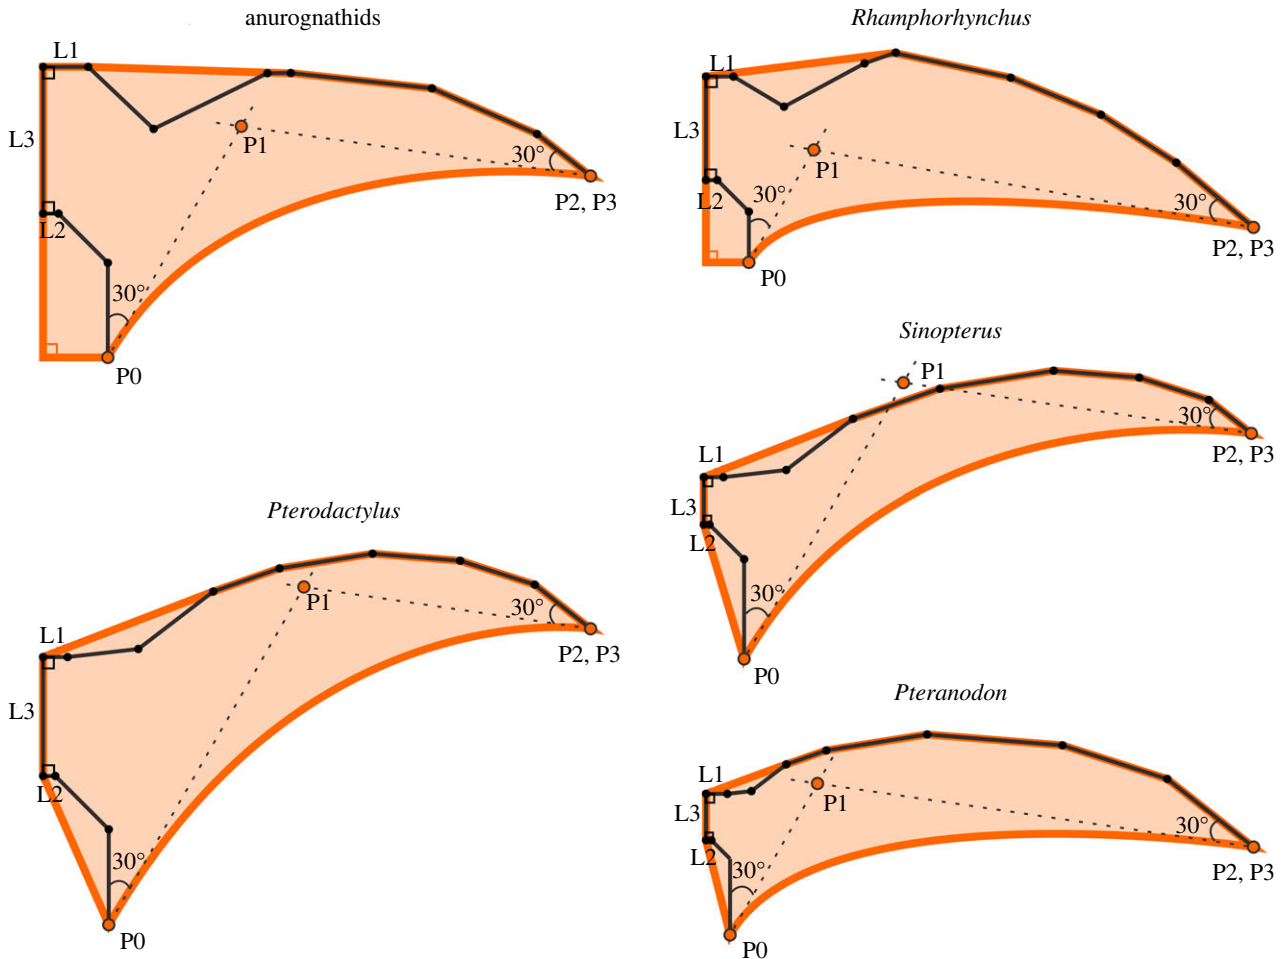 anurognathids
L1
L3
P1
30°
P2, P3
L2
30°
P0
Rhamphorhynchus
L1
L3
P1
L2
30°
30°
P2, P3
P0
Sinopterus
P1
30°
P2, P3
L1
L3
L2
30°
P0
Pterodactylus
L1
P1
30°
P2, P3
L3
L2
30°
P0
Pteranodon
L1
L3
P1
30°
L2
30°
P2, P3
P0